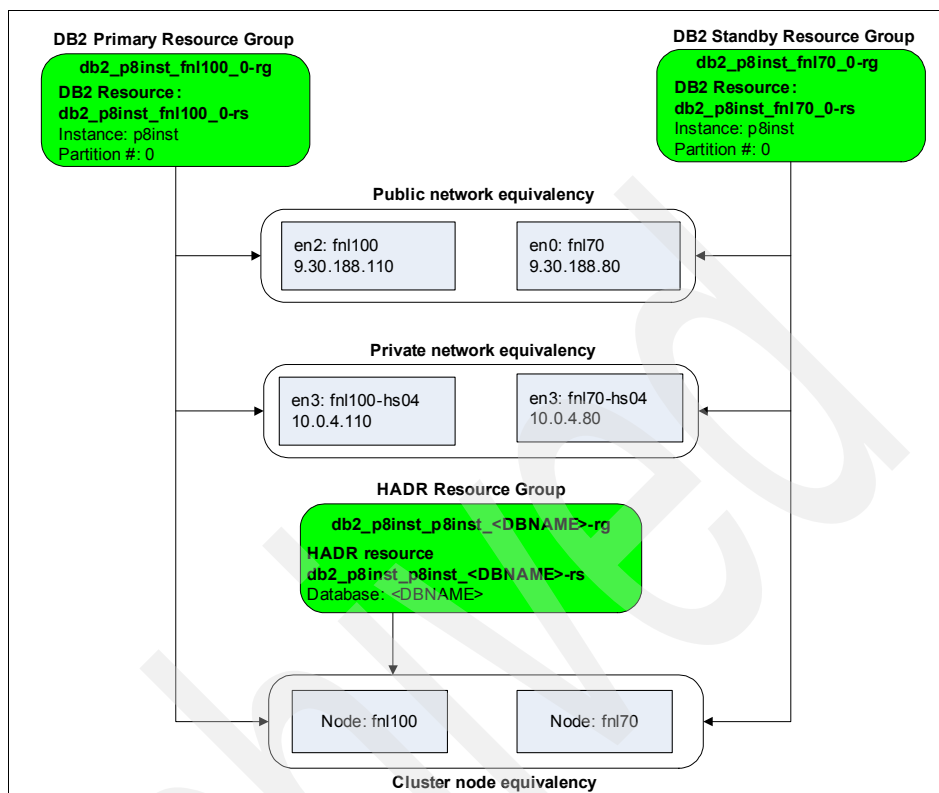 DB2 Primary Resource Group
db2_p8inst_fnl100_0-rg
DB2 Resource:
db2_p8inst_fnl100_0-rs
Instance: p8inst
Partition #: 0
DB2 Standby Resource Group
db2_p8inst_fnl70_0-rg
DB2 Resource:
db2_p8inst_fnl70_0-rs
Instance: p8inst
Partition #: 0
Public network equivalency
en2: fnl100
9.30.188.110
en0: fnl70
9.30.188.80
Private network equivalency
en3: fnl100-hs04
10.0.4.110
en3: fnl70-hs04
10.0.4.80
HADR Resource Group
db2_p8inst_p8inst_<DBNAME>-rg
HADR resource
db2_p8inst_p8inst_<DBNAME>-rs
Database: <DBNAME>
Node: fnl100
Node: fnl70
Cluster node equivalency